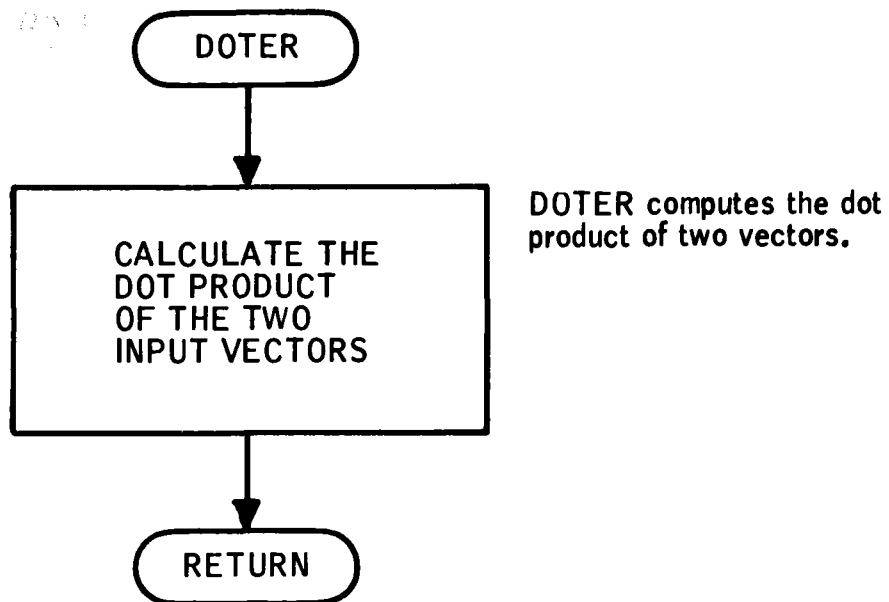 DOTER
CALCULATE THE
DOT PRODUCT
OF THE TWO
INPUT VECTORS
DOTER computes the dot
product of two vectors.
RETURN